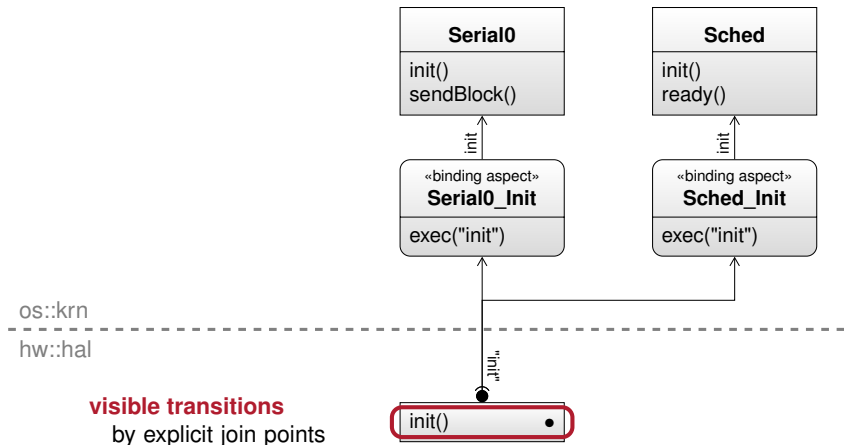 Serial0
init()
sendBlock()
Sched
init()
ready()
init
init
«binding aspect»
Serial0_Init
exec("init")
«binding aspect»
Sched_Init
exec("init")
os::krn
hw::hal
"init"
visible transitions
by explicit join points
init()